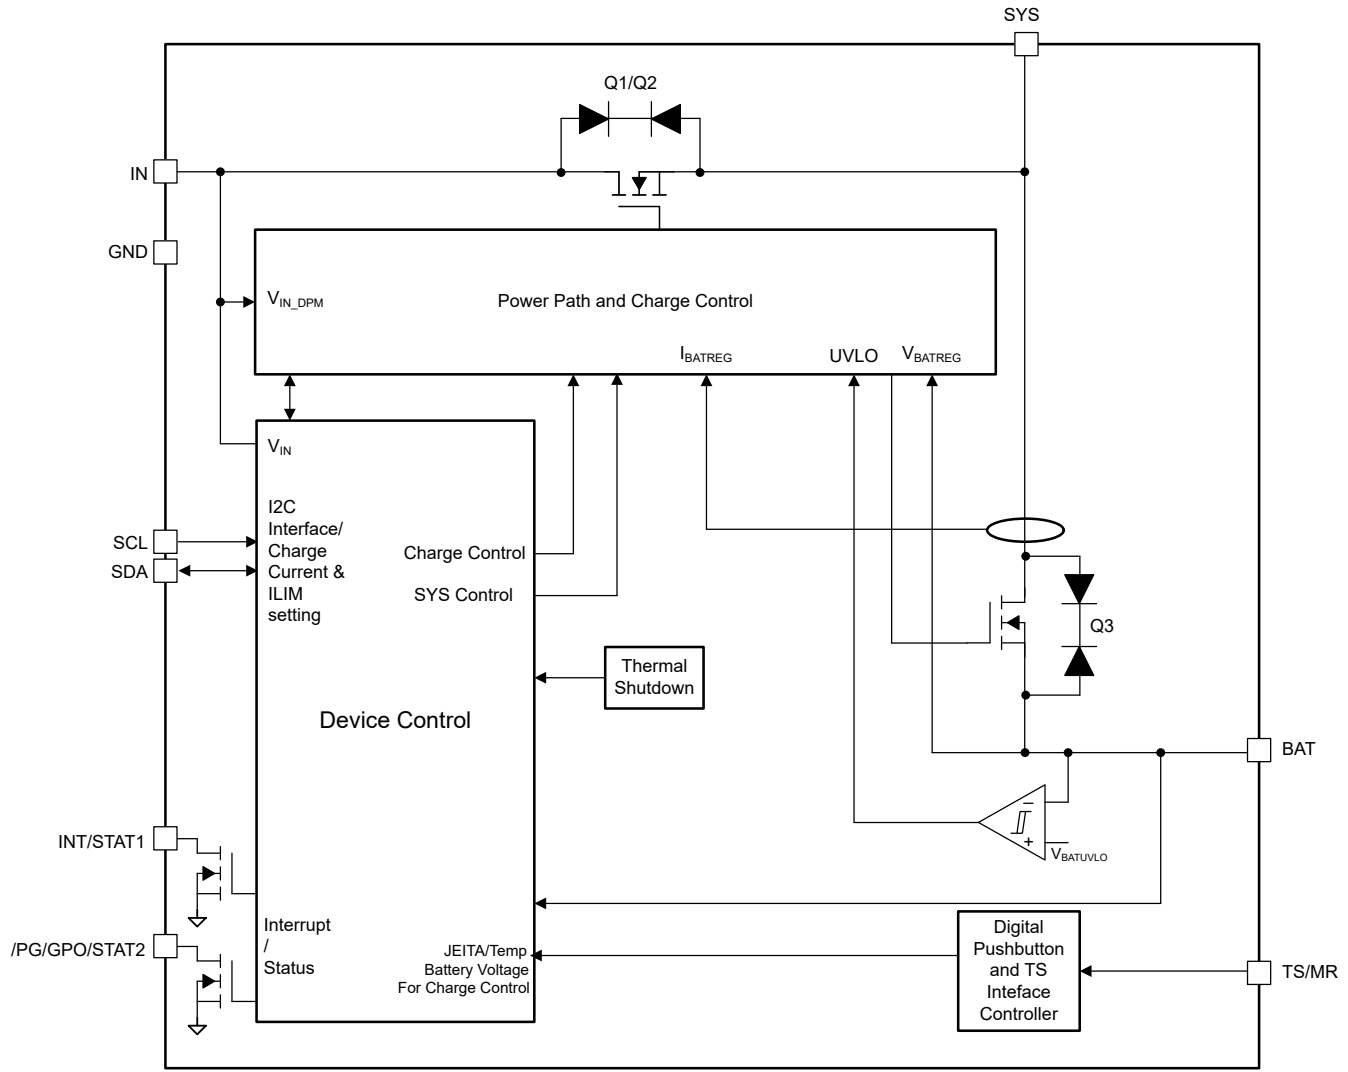 SYS
Q1/Q2
IN
GND
VIN_DPM
Power Path and Charge Control
IBATREG
UVLO
VBATREG
VIN
I2C
Interface/
Charge
Current &
ILIM
setting
SCL
SDA
Charge Control
SYS Control
Q3
Thermal
Shutdown
Device Control
BAT
INT/STAT1
−
+
VBATUVLO
Interrupt
/
Status
/PG/GPO/STAT2
JEITA/Temp
Battery Voltage
For Charge Control
Digital
Pushbutton
and TS
Inteface
Controller
TS/MR